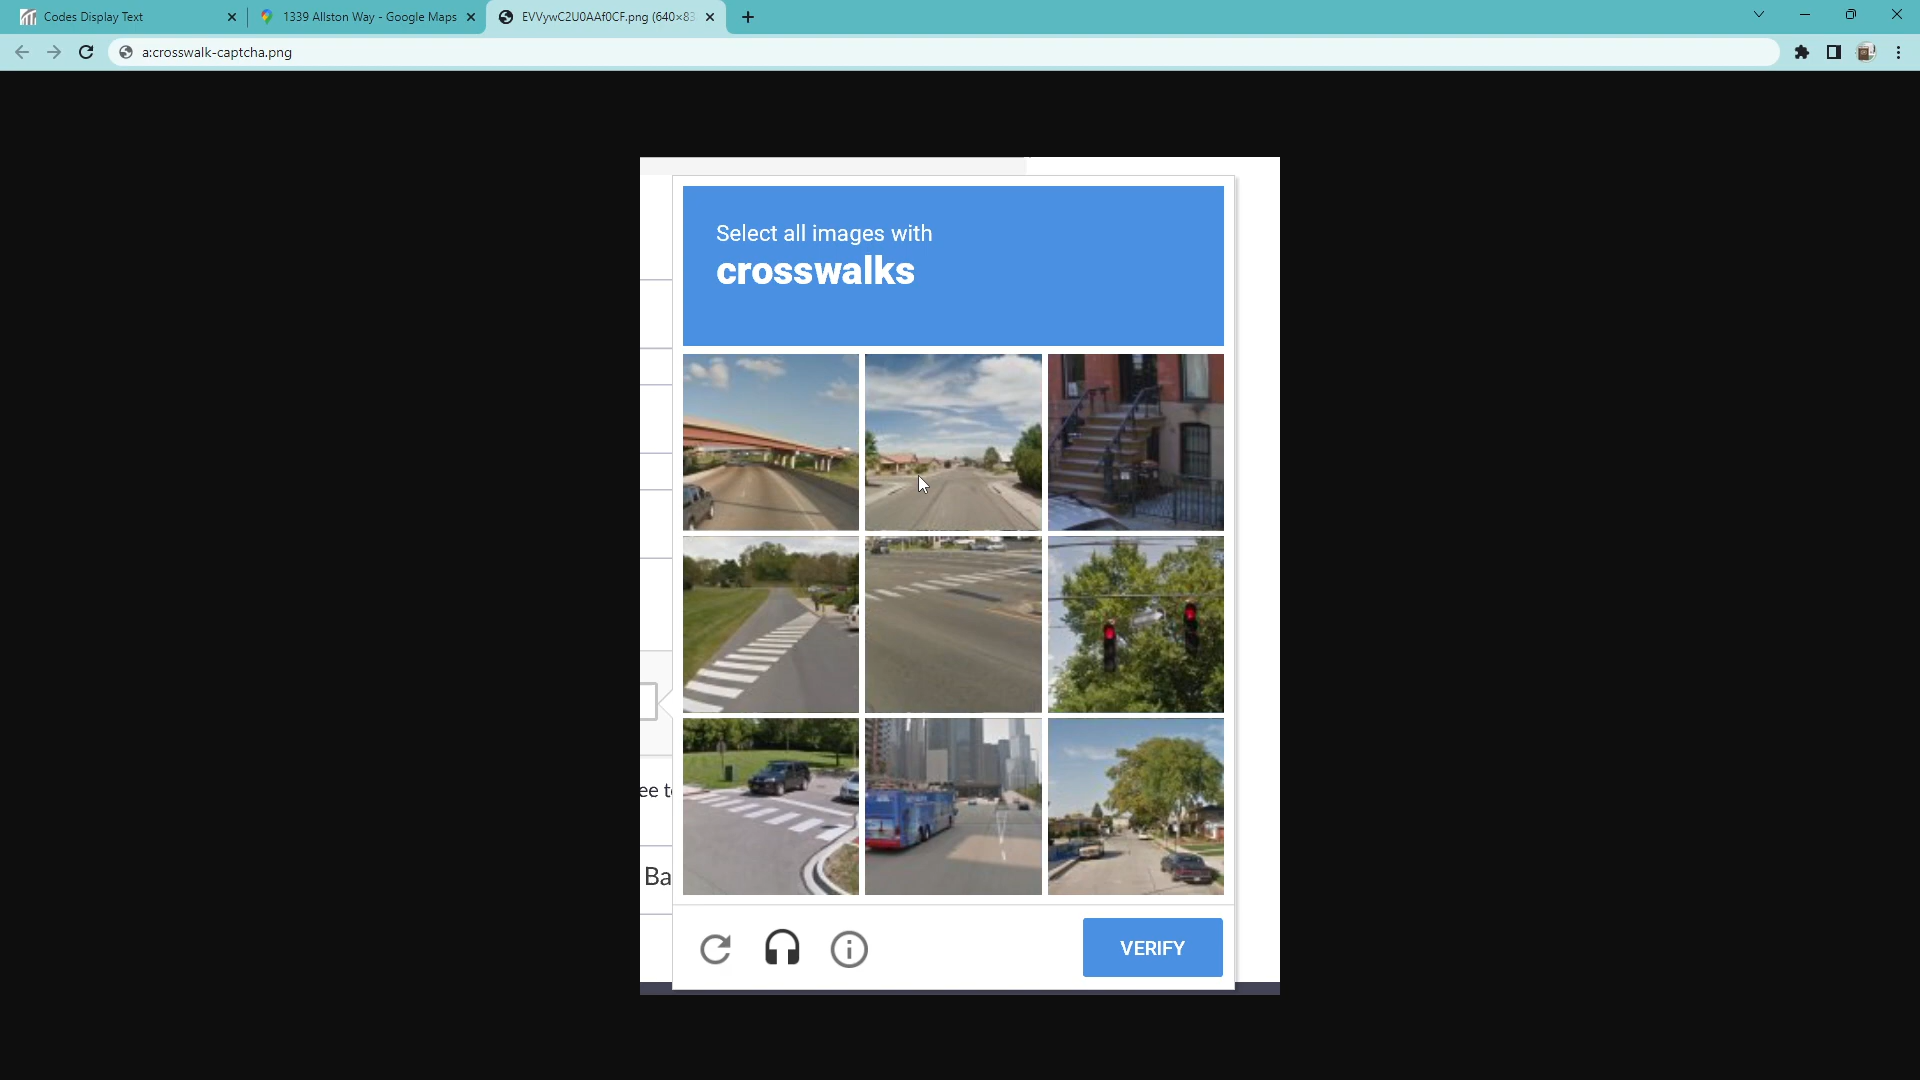 Codes Display Text
1339 Allston Way - Google Maps
EVVywC2U0AAf0CF.png (640×83
a:crosswalk-captcha.png
Select all images with
crosswalks
ee t
Ba
VERIFY